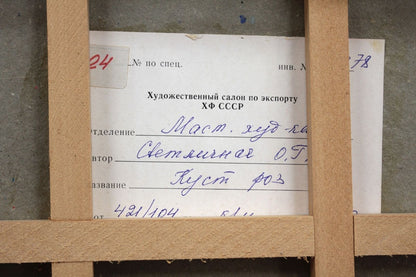 24 № по спец. инв. № 78
Художественный салон по экспорту
ХФ СССР
отделение Маст. худ-ка
автор Светличная О.Г.
название Куст роз
от 421/104